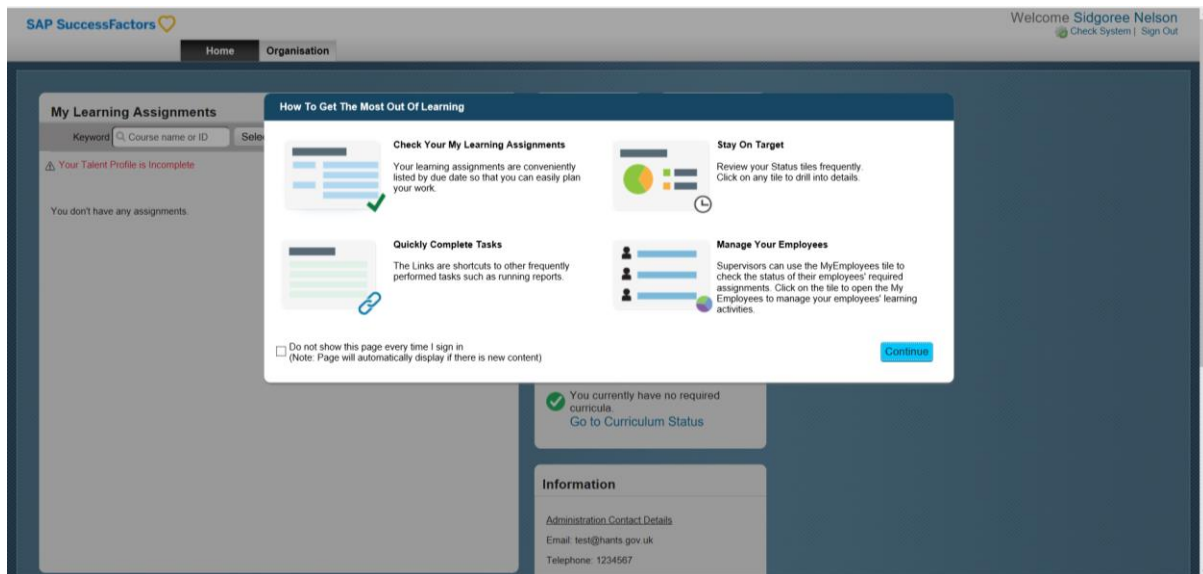 SAP SuccessFactors
Welcome Sidgoree Nelson
Check System | Sign Out
Home
Organisation
My Learning Assignments
Keyword
Course name or ID
Your Talent Profile is Incomplete
You don't have any assignments.
How To Get The Most Out Of Learning
Check Your My Learning Assignments
Your learning assignments are conveniently
listed by due date so that you can easily plan
your work.
Stay On Target
Review your Status tiles frequently.
Click on any tile to drill into details.
Quickly Complete Tasks
The Links are shortcuts to other frequently
performed tasks such as running reports.
Manage Your Employees
Supervisors can use the MyEmployees tile to
check the status of their employees' required
assignments. Click on the tile to open the My
Employees to manage your employees' learning
activities.
Do not show this page every time I sign in
(Note: Page will automatically display if there is new content)
Continue
You currently have no required
curricula.
Go to Curriculum Status
Information
Administration Contact Details
Email: test@hants.gov.uk
Telephone: 1234567